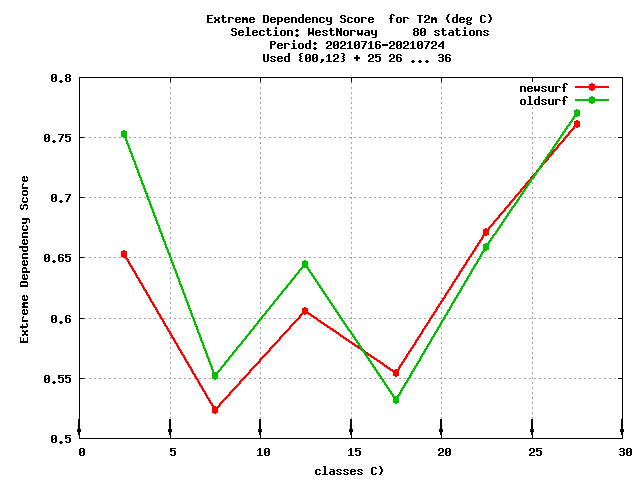 Extreme Dependency Score  for T2m (deg C)
Selection: WestNorway     80 stations
Period: 20210716-20210724
Used {00,12} + 25 26 ... 36
newsurf
oldsurf
Extreme Dependency Score
0.8
0.75
0.7
0.65
0.6
0.55
0.5
0 5 10 15 20 25 30
classes C)